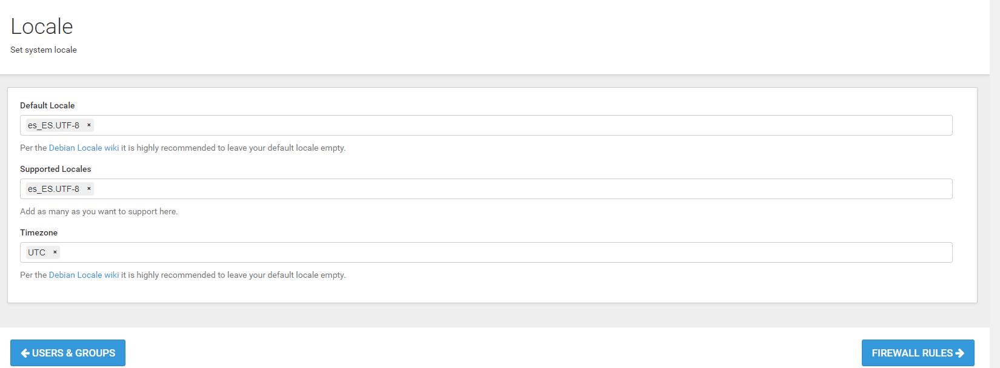 Locale
Set system locale
Default Locale
es_ES.UTF-8 ×
Per the Debian Locale wiki it is highly recommended to leave your default locale empty.
Supported Locales
es_ES.UTF-8 ×
Add as many as you want to support here.
Timezone
UTC ×
Per the Debian Locale wiki it is highly recommended to leave your default locale empty.
USERS & GROUPS
FIREWALL RULES